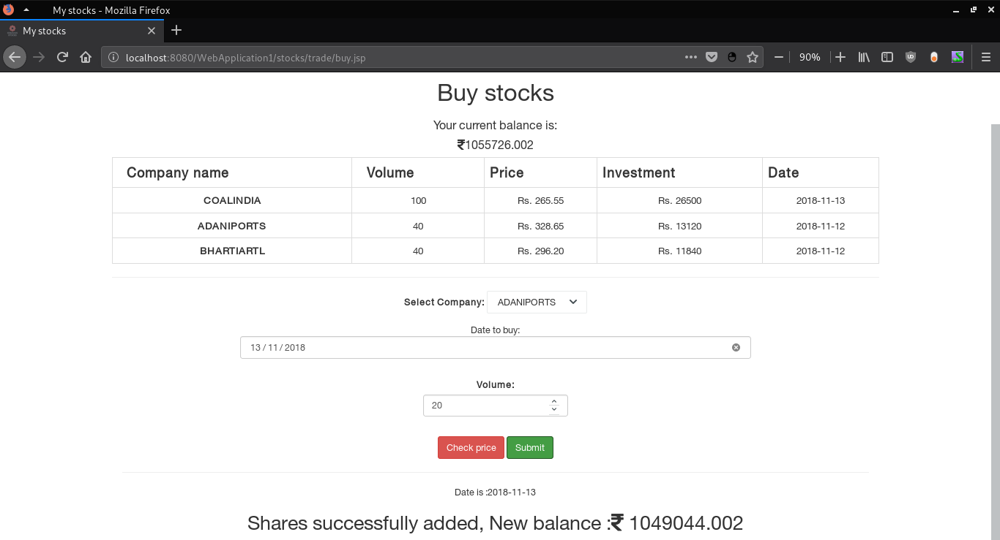 My stocks - Mozilla Firefox
My stocks
localhost:8080/WebApplication1/stocks/trade/buy.jsp
90%
Buy stocks
Your current balance is:
₹1055726.002
Company name Volume Price Investment Date
COALINDIA 100 Rs. 265.55 Rs. 26500 2018-11-13
ADANIPORTS 40 Rs. 328.65 Rs. 13120 2018-11-12
BHARTIARTL 40 Rs. 296.20 Rs. 11840 2018-11-12
Select Company: ADANIPORTS
Date to buy:
13 / 11 / 2018
Volume:
20
Check price Submit
Date is :2018-11-13
Shares successfully added, New balance :₹ 1049044.002